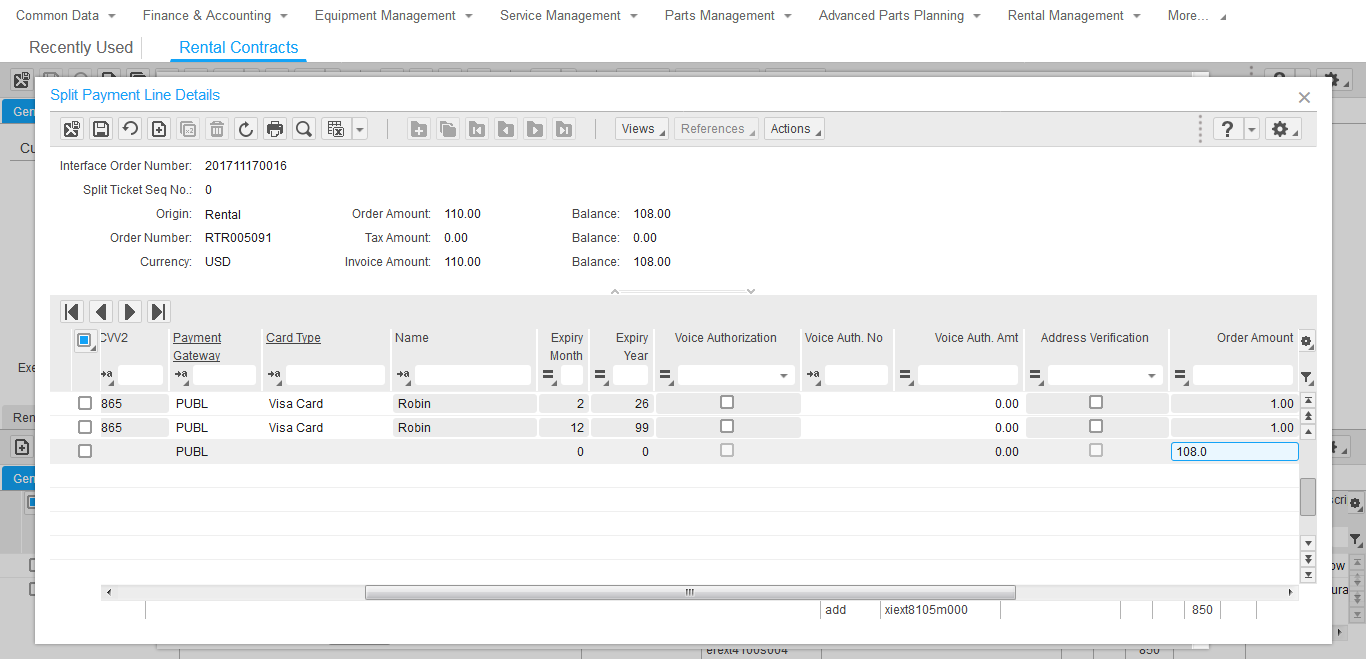 Common Data Finance & Accounting Equipment Management Service Management Parts Management Advanced Parts Planning Rental Management More...
Recently Used Rental Contracts
Split Payment Line Details
Gen
Views References Actions ?
Cu
Interface Order Number: 201711170016
Split Ticket Seq No.: 0
Origin: Rental Order Amount: 110.00 Balance: 108.00
Order Number: RTR005091 Tax Amount: 0.00 Balance: 0.00
Currency: USD Invoice Amount: 110.00 Balance: 108.00
CVV2 Payment Gateway Card Type Name Expiry Month Expiry Year Voice Authorization Voice Auth. No Voice Auth. Amt Address Verification Order Amount
Exe
865 PUBL Visa Card Robin 2 26 0.00 1.00
Ren
865 PUBL Visa Card Robin 12 99 0.00 1.00
PUBL 0 0 0.00 108.0
Gen
scri
ow
ura
add xiext8105m000 850
erext4100s004 850